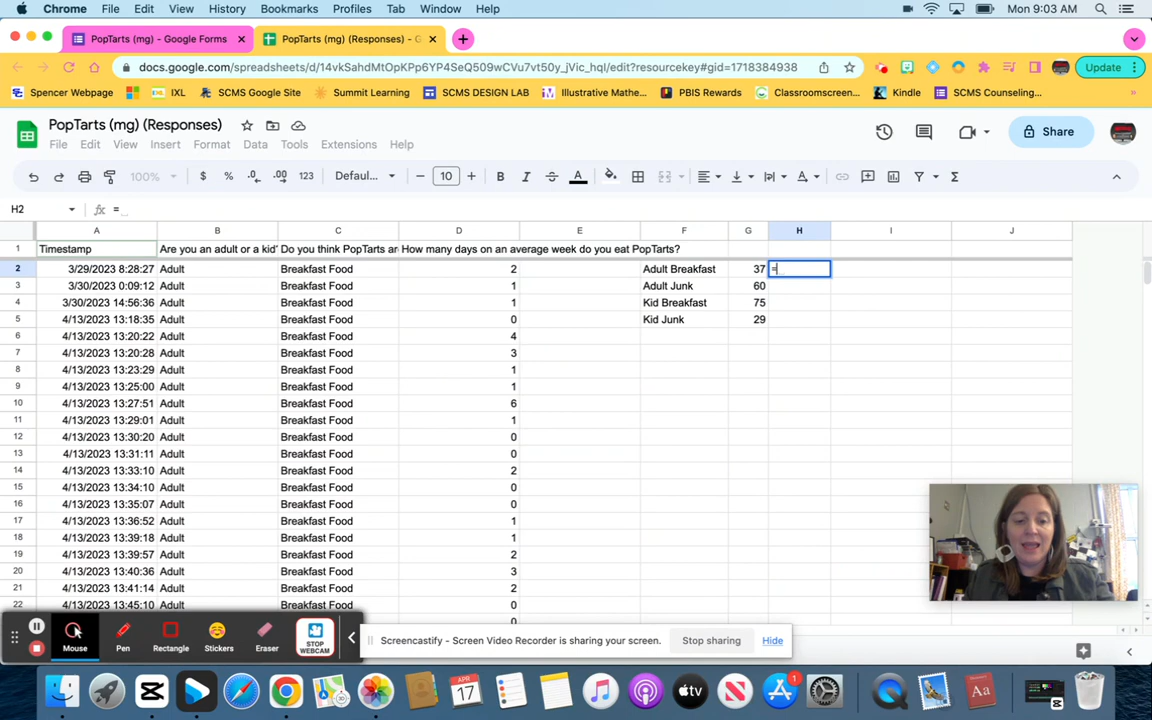 Chrome File Edit View History Bookmarks Profiles Tab Window Help Mon 9:03 AM
PopTarts (mg) - Google Forms PopTarts (mg) (Responses) - G
docs.google.com/spreadsheets/d/14vkSahdMtOpKPp6YP4SeQ509wCVu7vt50y_jVic_hqI/edit?resourcekey#gid=1718384938 Update
Spencer Webpage IXL SCMS Google Site Summit Learning SCMS DESIGN LAB Illustrative Mathe... PBIS Rewards Classroomscreen... Kindle SCMS Counseling...
PopTarts (mg) (Responses)
File Edit View Insert Format Data Tools Extensions Help
Share
100% $ % .0 .00 123 Defaul... 10 B I A
H2 fx =
A B C D E F G H I J
1 Timestamp Are you an adult or a kid' Do you think PopTarts are How many days on an average week do you eat PopTarts?
2 3/29/2023 8:28:27 Adult Breakfast Food 2 Adult Breakfast 37 =
3 3/30/2023 0:09:12 Adult Breakfast Food 1 Adult Junk 60
4 3/30/2023 14:56:36 Adult Breakfast Food 1 Kid Breakfast 75
5 4/13/2023 13:18:35 Adult Breakfast Food 0 Kid Junk 29
6 4/13/2023 13:20:22 Adult Breakfast Food 4
7 4/13/2023 13:20:28 Adult Breakfast Food 3
8 4/13/2023 13:23:29 Adult Breakfast Food 1
9 4/13/2023 13:25:00 Adult Breakfast Food 1
10 4/13/2023 13:27:51 Adult Breakfast Food 6
11 4/13/2023 13:29:01 Adult Breakfast Food 1
12 4/13/2023 13:30:20 Adult Breakfast Food 0
13 4/13/2023 13:31:11 Adult Breakfast Food 0
14 4/13/2023 13:33:10 Adult Breakfast Food 2
15 4/13/2023 13:34:10 Adult Breakfast Food 0
16 4/13/2023 13:35:07 Adult Breakfast Food 0
17 4/13/2023 13:36:52 Adult Breakfast Food 1
18 4/13/2023 13:39:18 Adult Breakfast Food 1
19 4/13/2023 13:39:57 Adult Breakfast Food 2
20 4/13/2023 13:40:36 Adult Breakfast Food 3
21 4/13/2023 13:41:14 Adult Breakfast Food 2
22 4/13/2023 13:45:10 Adult Breakfast Food 0
Mouse Pen Rectangle Stickers Eraser STOP WEBCAM
Screencastify - Screen Video Recorder is sharing your screen. Stop sharing Hide
APR 17 1 Aa